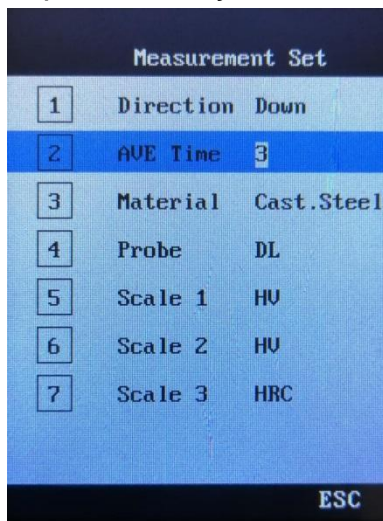 Measurement Set
1 Direction Down
2 AVE Time 3
3 Material Cast.Steel
4 Probe DL
5 Scale 1 HV
6 Scale 2 HV
7 Scale 3 HRC
ESC